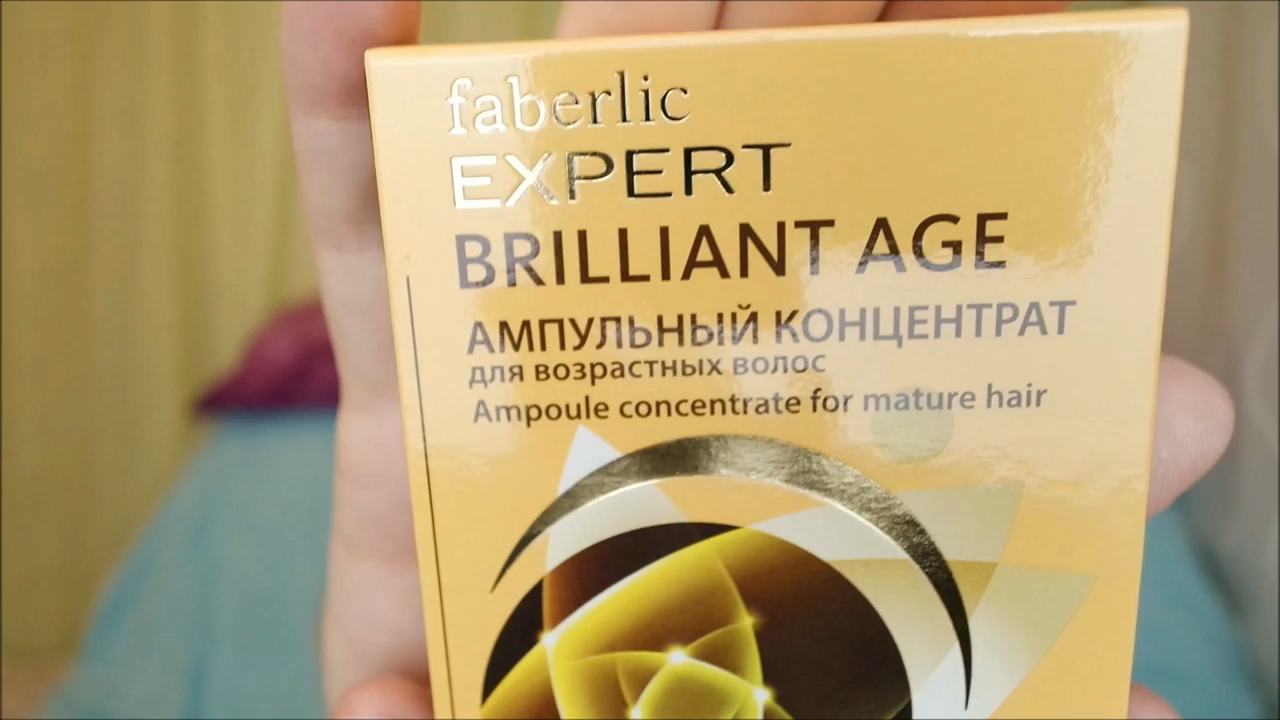 faberlic
EXPERT
BRILLIANT AGE
АМПУЛЬНЫЙ КОНЦЕНТРАТ
для возрастных волос
Ampoule concentrate for mature hair